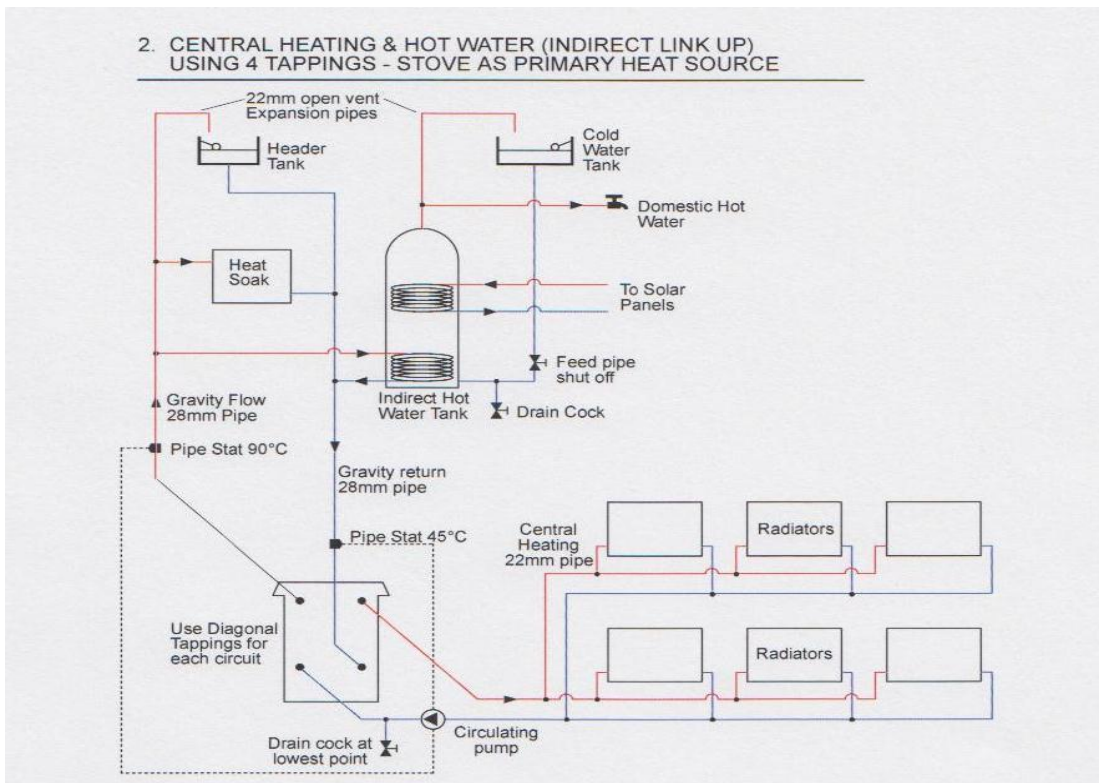 2. CENTRAL HEATING & HOT WATER (INDIRECT LINK UP)
USING 4 TAPPINGS - STOVE AS PRIMARY HEAT SOURCE
22mm open vent
Expansion pipes
Header
Tank
Cold
Water
Tank
Domestic Hot
Water
Heat
Soak
To Solar
Panels
Feed pipe
shut off
Indirect Hot
Water Tank
Drain Cock
Gravity Flow
28mm Pipe
Pipe Stat 90°C
Gravity return
28mm pipe
Pipe Stat 45°C
Central
Heating
22mm pipe
Radiators
Use Diagonal
Tappings for
each circuit
Radiators
Circulating
pump
Drain cock at
lowest point